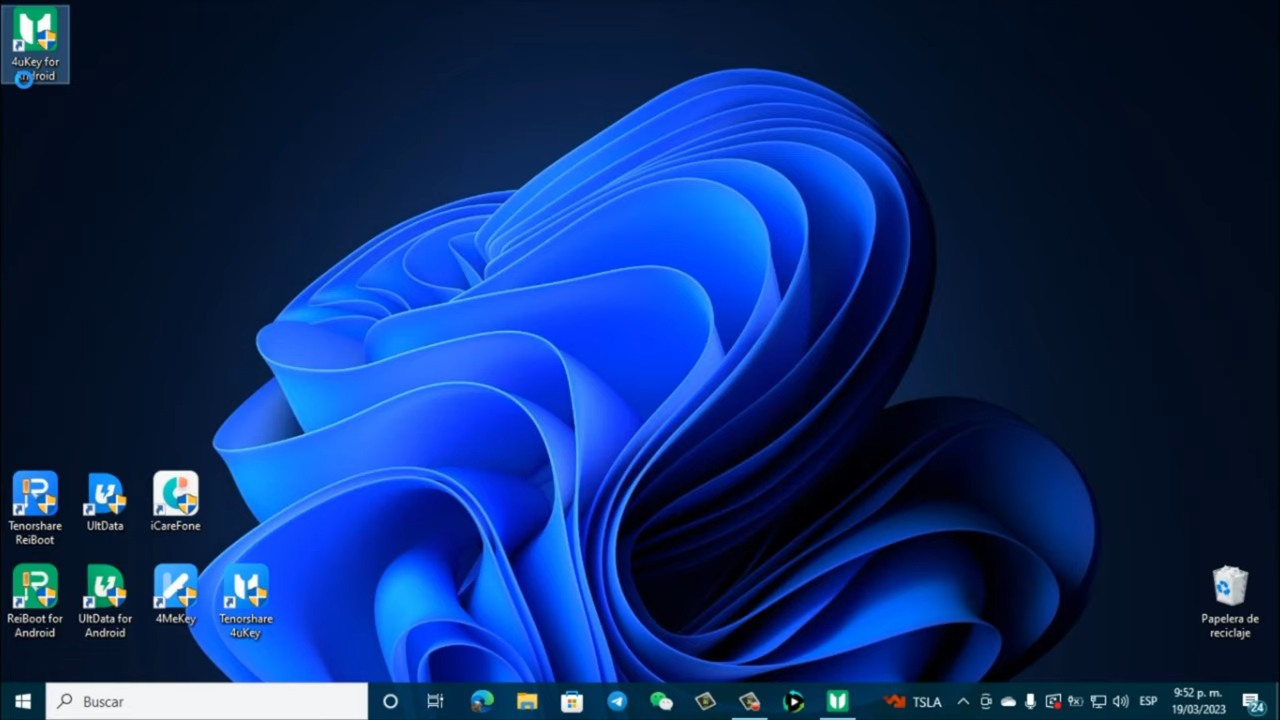 4uKey for
Android
Tenorshare
ReiBoot
UltData
iCareFone
ReiBoot for
Android
UltData for
Android
4MeKey
Tenorshare
4uKey
Papelera de
reciclaje
Buscar
TSLA
ESP
9:52 p. m.
19/03/2023
24